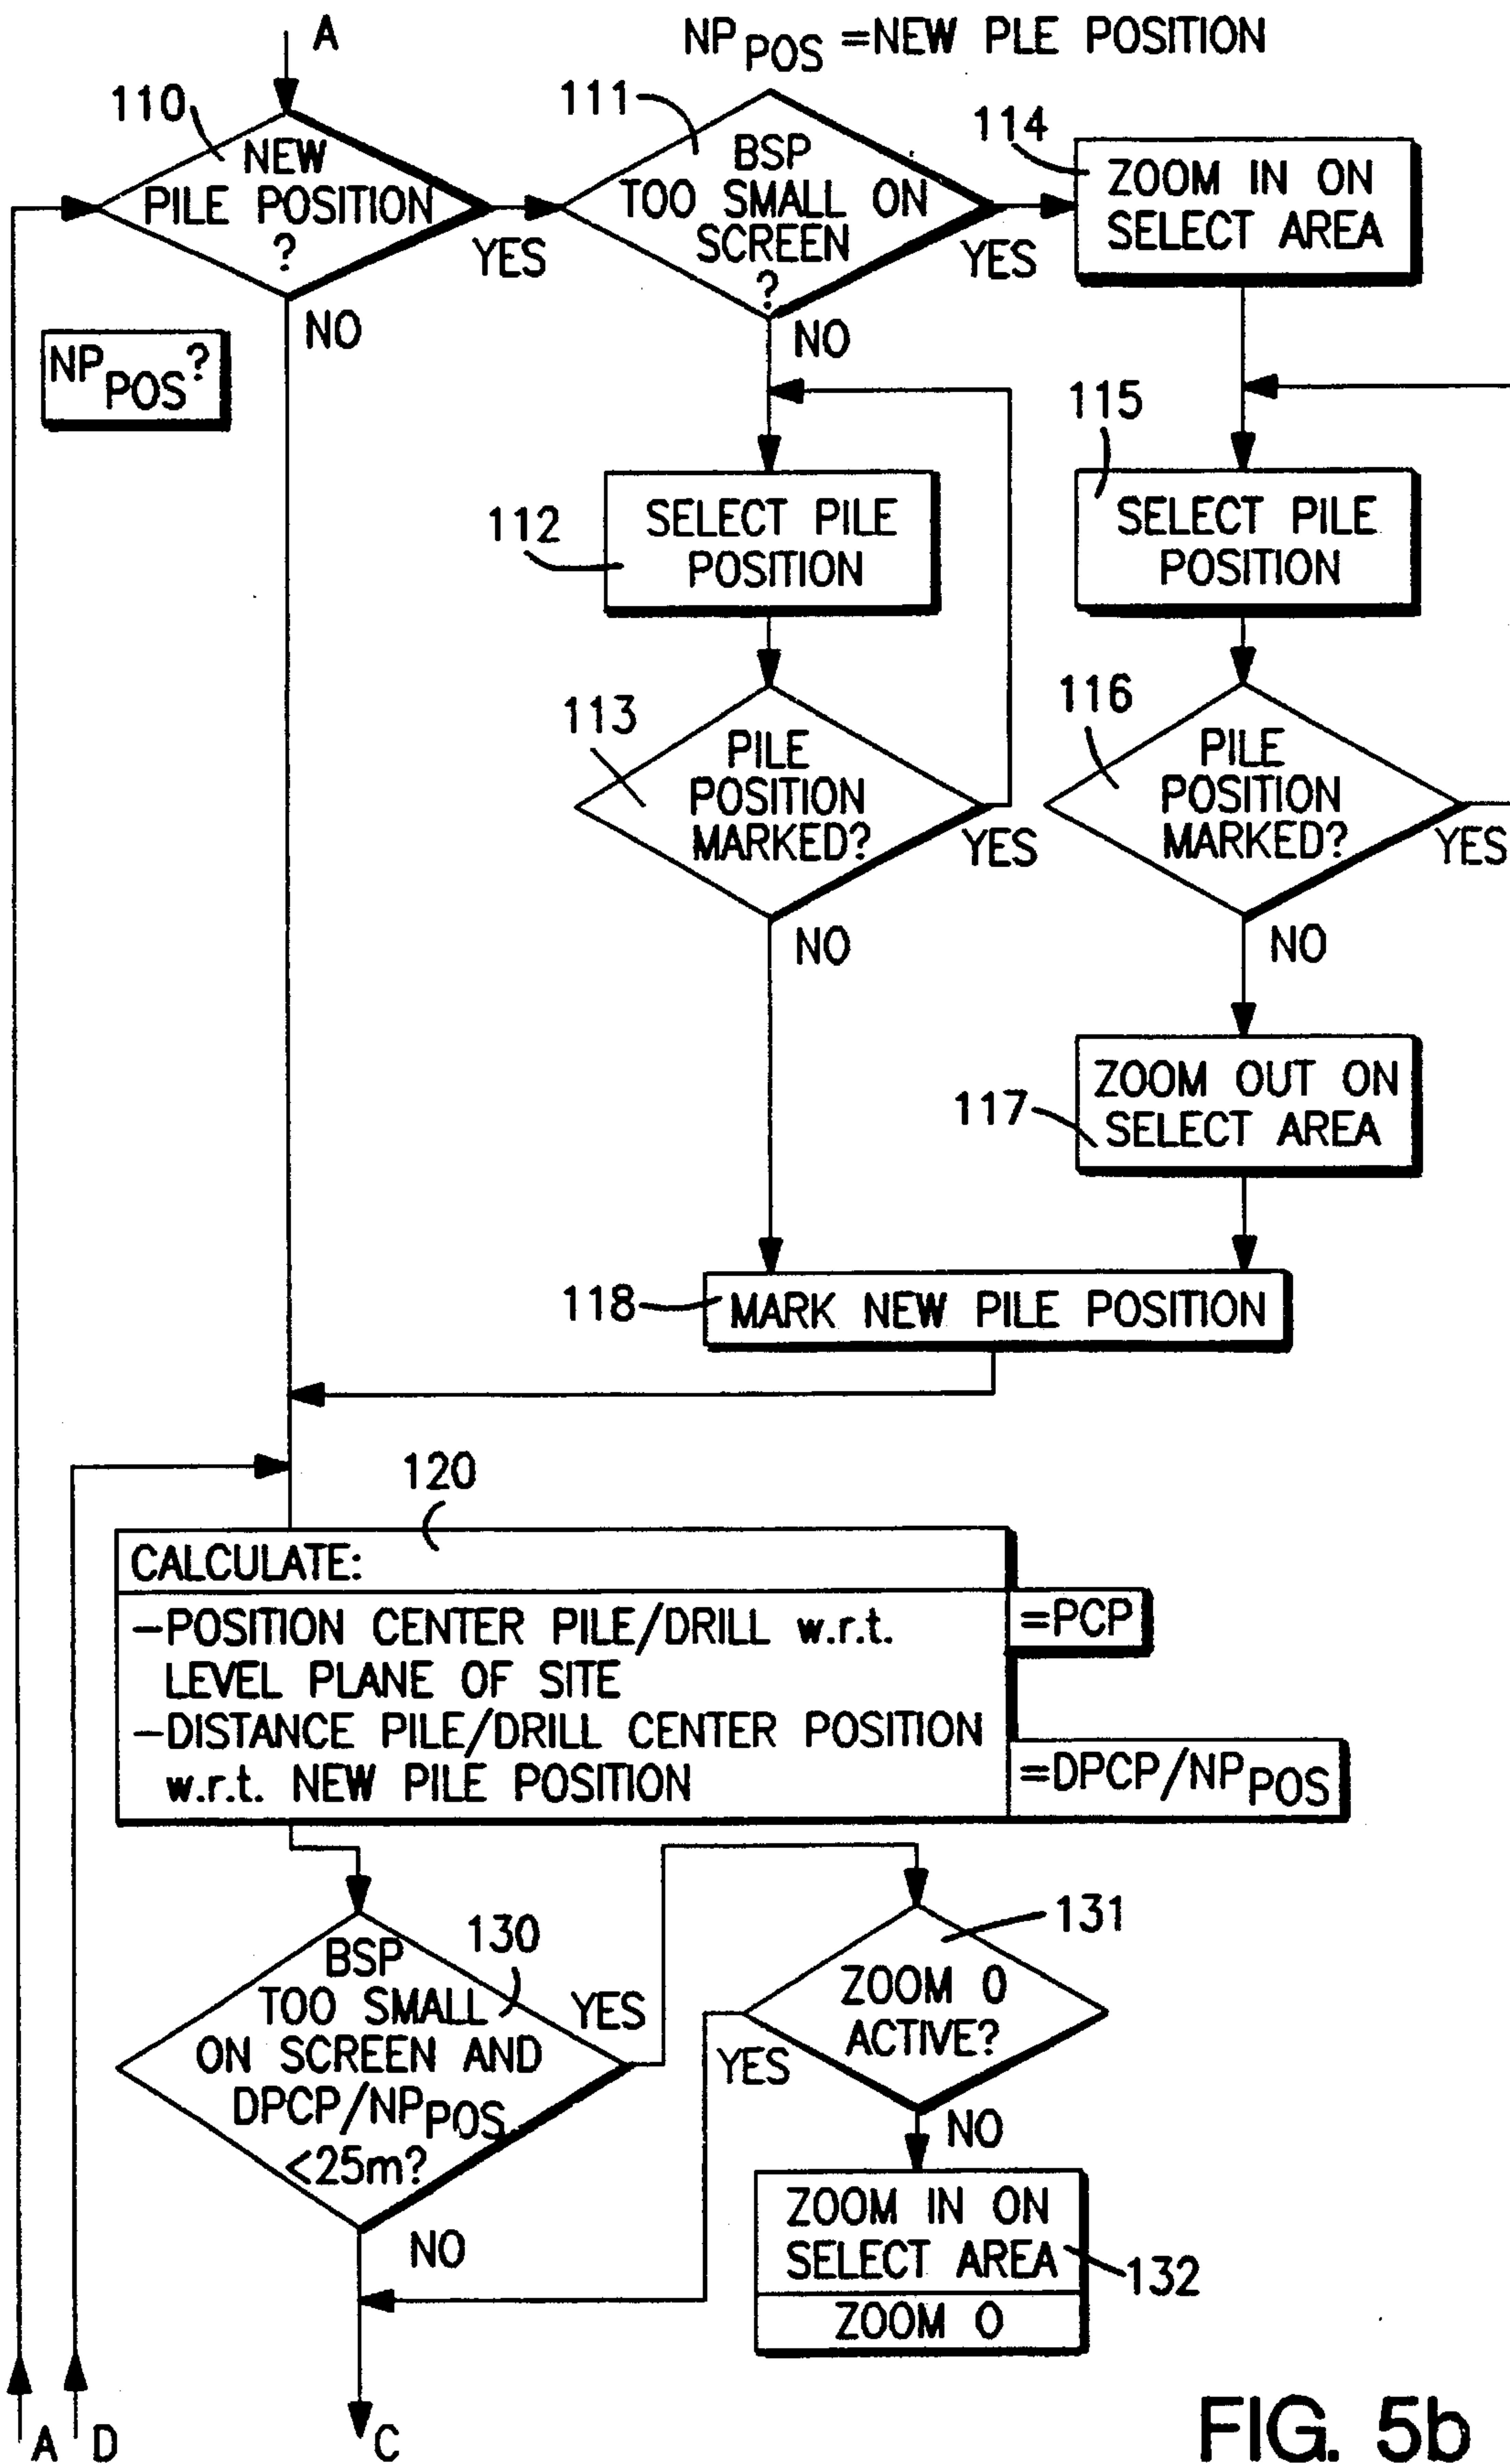 A
NP POS =NEW PLE POSITION
110
NEW
PILE POSITION
?
YES
NO
NP POS ?
111
BSP
TOO SMALL ON
SCREEN
?
YES
NO
114
ZOOM IN ON
SELECT AREA
112
SELECT PILE
POSITION
115
SELECT PILE
POSITION
113
PILE
POSITION
MARKED?
YES
NO
116
PILE
POSITION
MARKED?
YES
NO
117
ZOOM OUT ON
SELECT AREA
118
MARK NEW PILE POSITION
120
CALCULATE:
-POSITION CENTER PILE/DRILL w.r.t.
LEVEL PLANE OF SITE
=PCP
-DISTANCE PILE/DRILL CENTER POSITION
w.r.t. NEW PILE POSITION
=DPCP/NP POS
130
BSP
TOO SMALL
ON SCREEN AND
DPCP/NP POS
<25m?
YES
NO
131
ZOOM 0
ACTIVE?
YES
NO
ZOOM IN ON
SELECT AREA
132
ZOOM 0
A
D
C
FIG. 5b